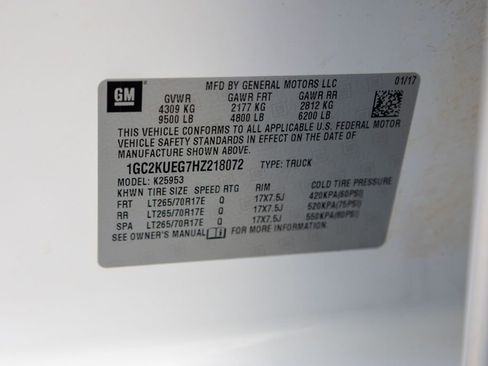 GM MFD BY GENERAL MOTORS LLC 01/17
GVWR GAWR FRT GAWR RR
4309 KG 2177 KG 2812 KG
9500 LB 4800 LB 6200 LB
THIS VEHICLE CONFORMS TO ALL APPLICABLE U.S. FEDERAL MOTOR
VEHICLE SAFETY STANDARDS IN EFFECT ON THE DATE OF
MANUFACTURE SHOWN ABOVE.
1GC2KUEG7HZ218072 TYPE: TRUCK
MODEL: K25953
KHWN TIRE SIZE SPEED RTG RIM COLD TIRE PRESSURE
FRT LT265/70R17E Q 17X7.5J 420KPA(60PSI)
RR LT265/70R17E Q 17X7.5J 520KPA(75PSI)
SPA LT265/70R17E Q 17X7.5J 550KPA(80PSI)
SEE OWNER'S MANUAL FOR MORE INFORMATION.